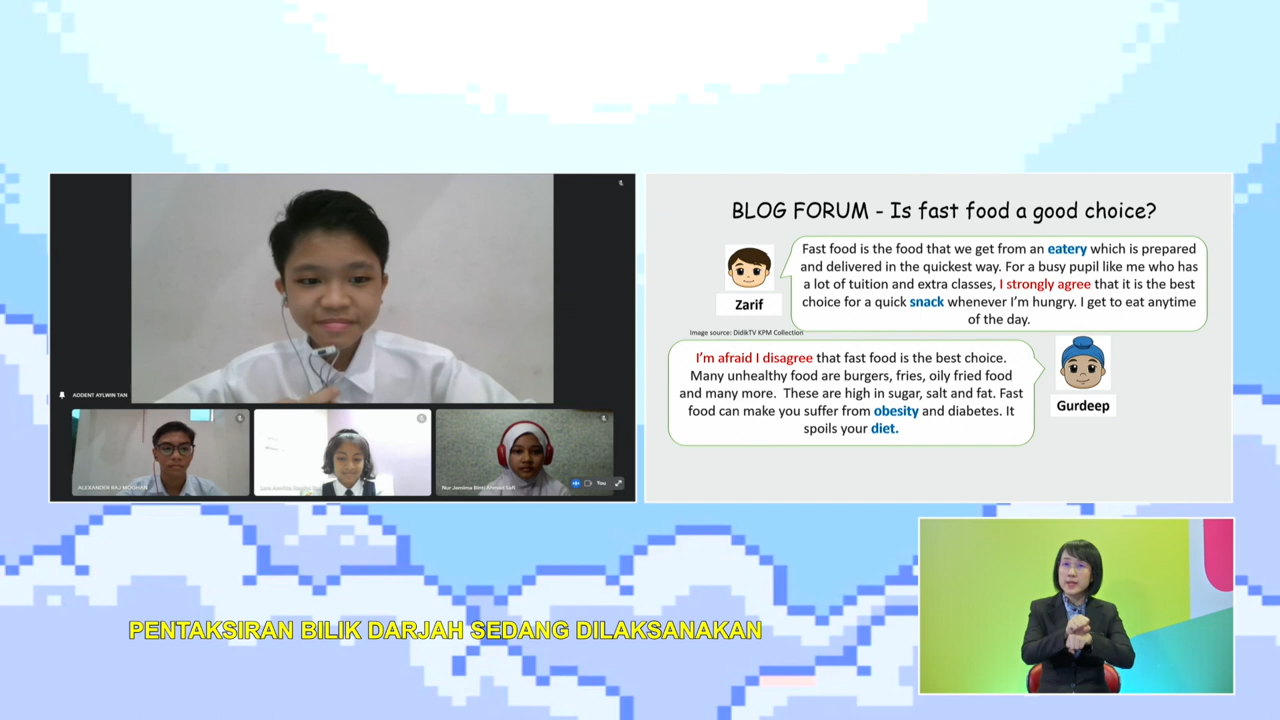 BLOG FORUM - Is fast food a good choice?
Fast food is the food that we get from an eatery which is prepared
and delivered in the quickest way. For a busy pupil like me who has
a lot of tuition and extra classes, I strongly agree that it is the best
choice for a quick snack whenever I'm hungry. I get to eat anytime
of the day.
Zarif
Image source: DidikTV KPM Collection
I'm afraid I disagree that fast food is the best choice.
Many unhealthy food are burgers, fries, oily fried food
and many more. These are high in sugar, salt and fat. Fast
food can make you suffer from obesity and diabetes. It
spoils your diet.
Gurdeep
ADDENT AYLWIN TAN
ALEXANDER RAJ MOGHAN
Nur Jemima Binti Ahmad Safi
You
PENTAKSIRAN BILIK DARJAH SEDANG DILAKSANAKAN